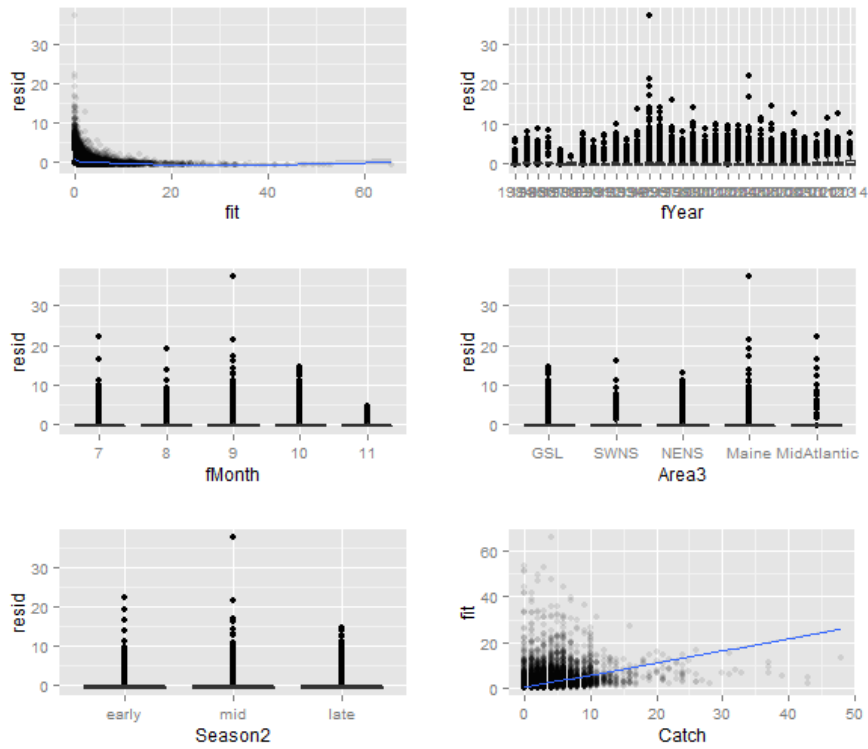 resid
30
20
10
0
0
20
40
60
fit
resid
30
20
10
0
fYear
resid
30
20
10
0
7
8
9
10
11
fMonth
resid
30
20
10
0
GSL
SWNS
NENS
Maine
MidAtlantic
Area3
resid
30
20
10
0
early
mid
late
Season2
fit
60
40
20
0
0
10
20
30
40
50
Catch